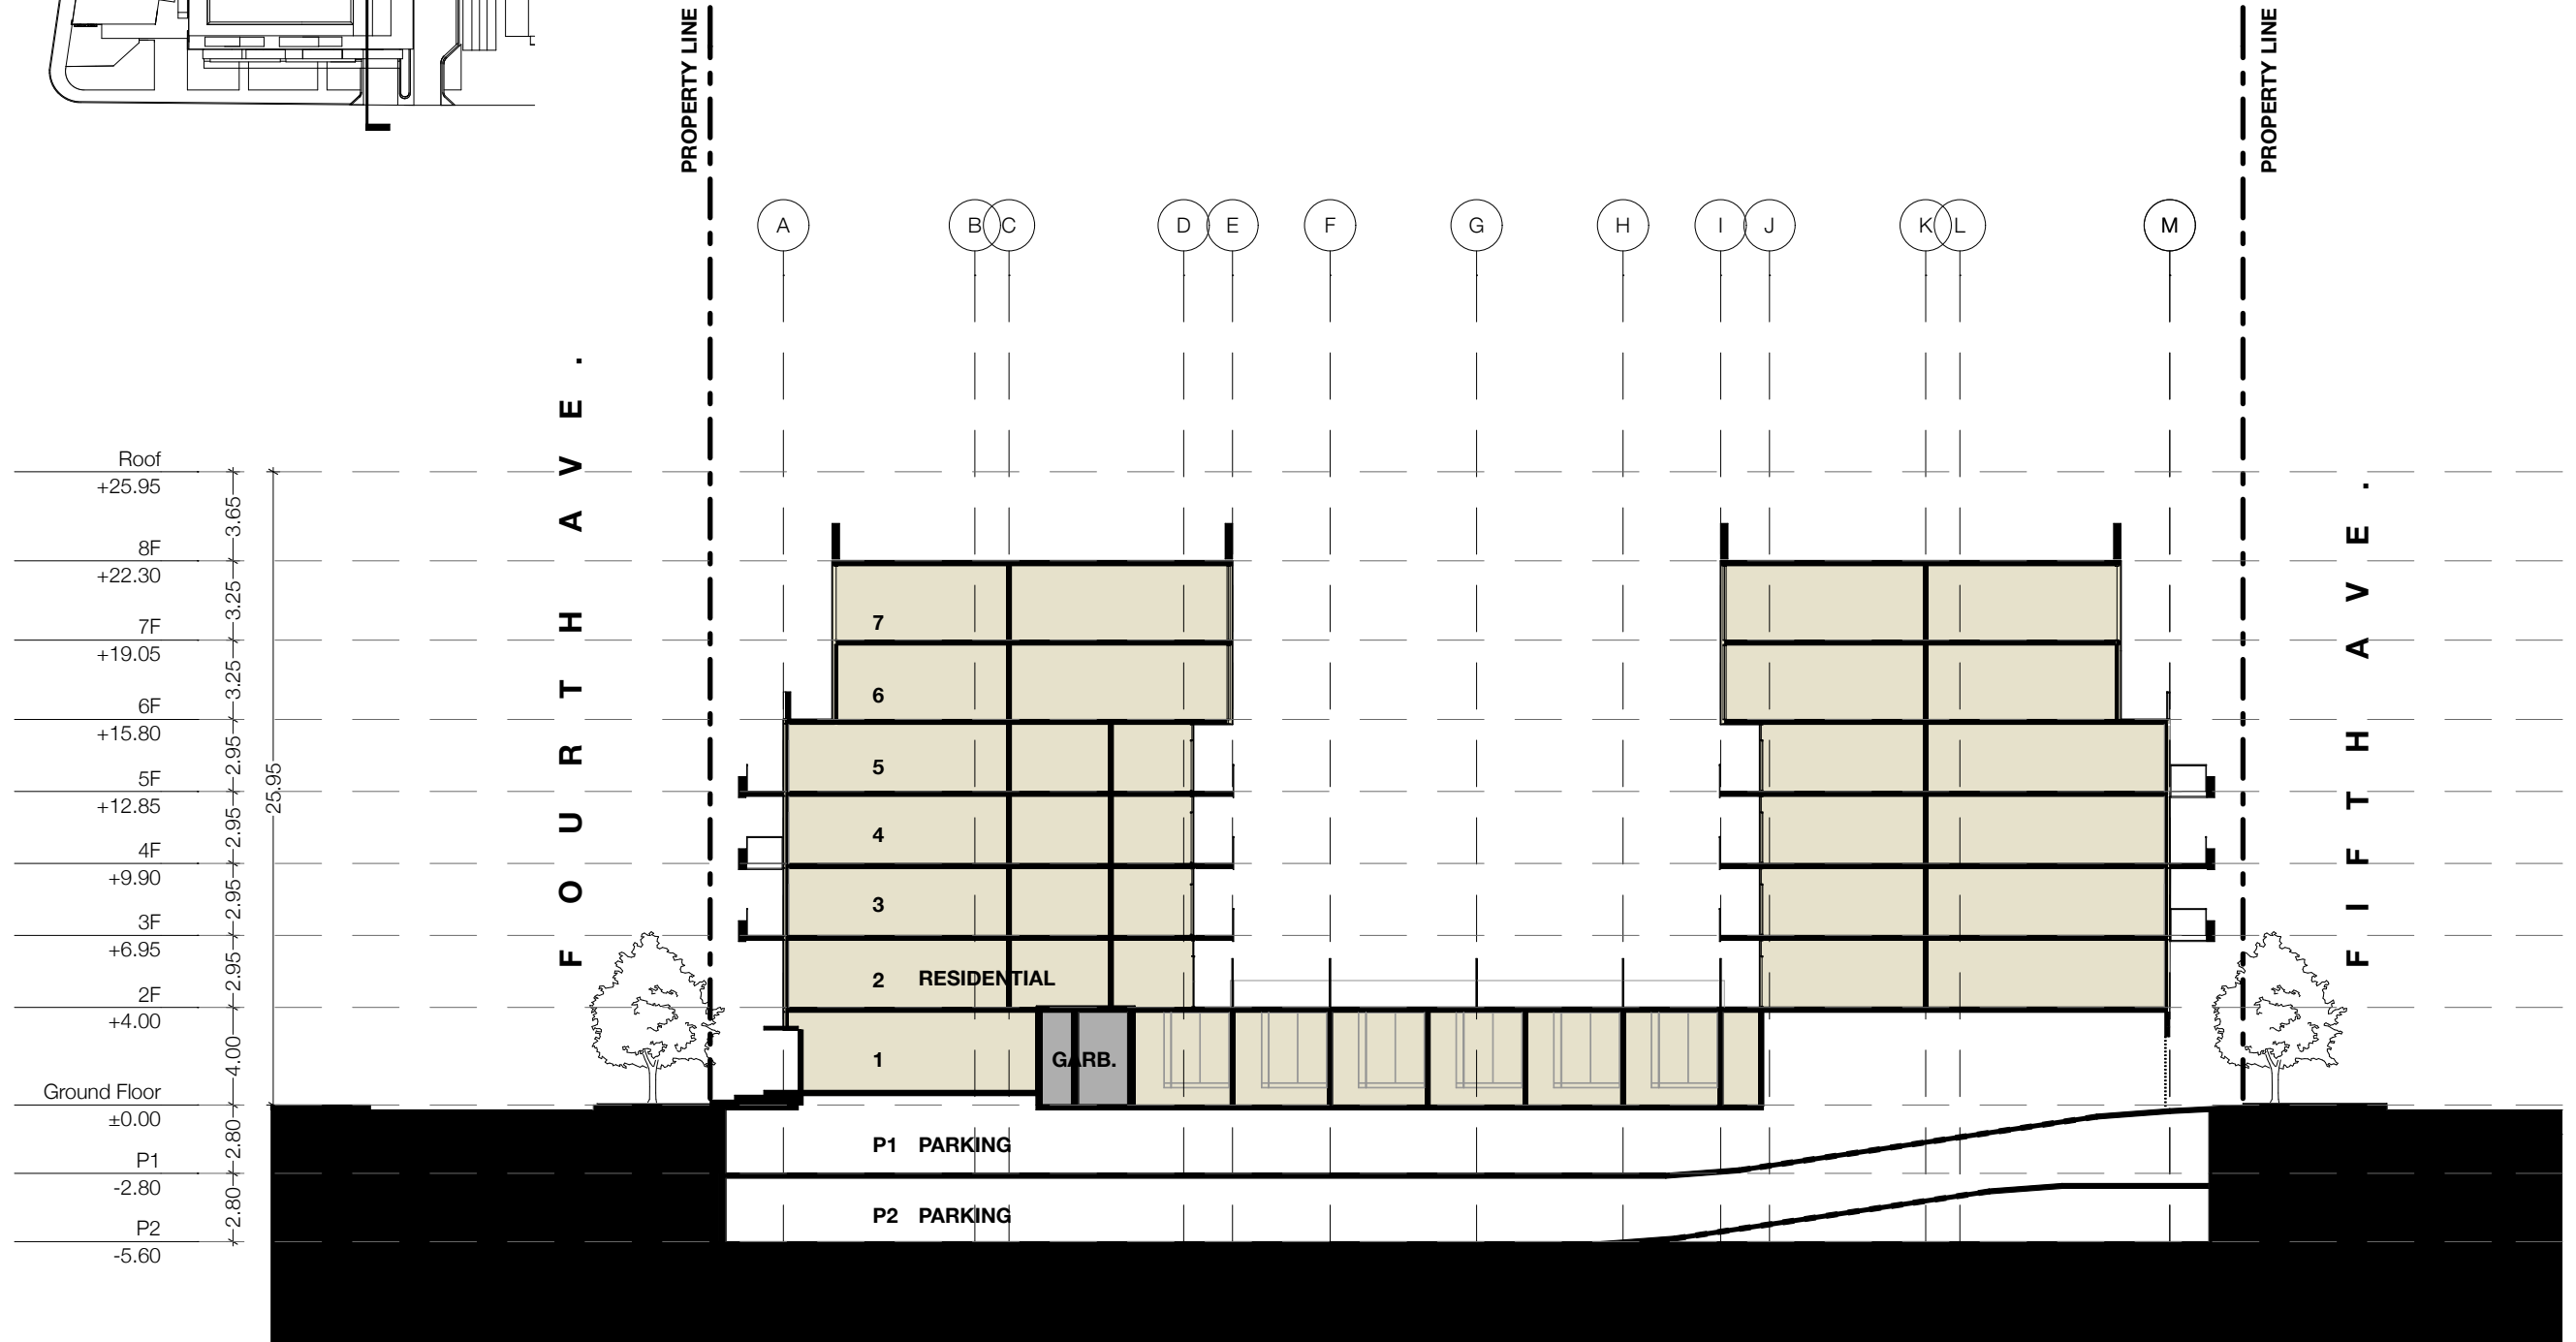 PROPERTY LINE
PROPERTY LINE
A
B
C
D
E
F
G
H
I
J
K
L
M
FOURTH AVE.
FIFTH AVE.
Roof
+25.95
3.65
8F
+22.30
3.25
7F
+19.05
3.25
6F
+15.80
2.95
5F
+12.85
2.95
4F
+9.90
2.95
3F
+6.95
2.95
2F
+4.00
4.00
Ground Floor
±0.00
2.80
P1
-2.80
2.80
P2
-5.60
25.95
7
6
5
4
3
2 RESIDENTIAL
1
GARB.
P1 PARKING
P2 PARKING